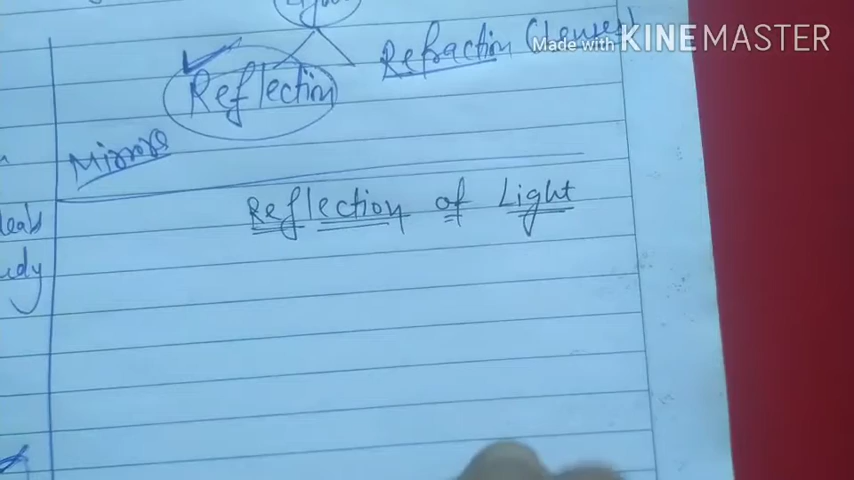 Reflection
Refraction (Lenses)
Made with KINEMASTER
Mirrors
Reflection of Light